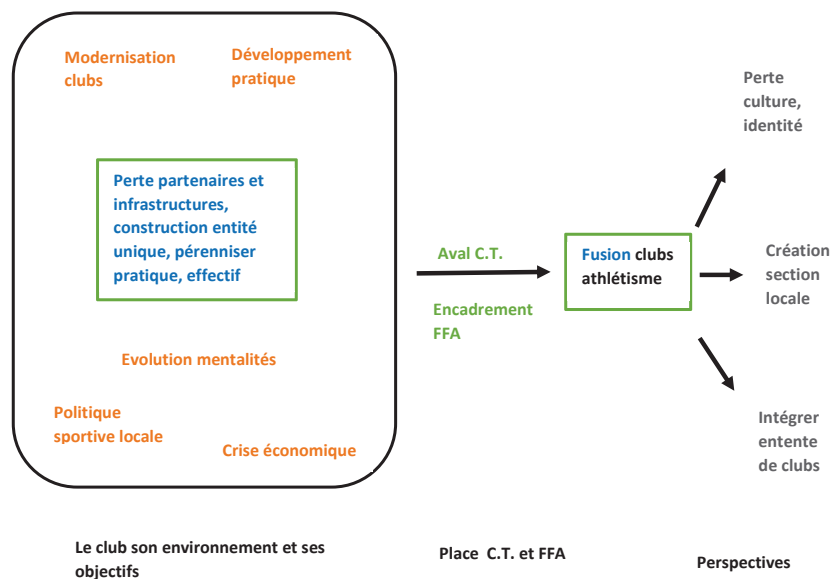 Modernisation
clubs
Développement
pratique
Perte partenaires et
infrastructures,
construction entité
unique, pérenniser
pratique, effectif
Evolution mentalités
Politique
sportive locale
Crise économique
Aval C.T.
Encadrement
FFA
Fusion clubs
athlétisme
Perte
culture,
identité
Création
section
locale
Intégrer
entente
de clubs
Le club son environnement et ses
objectifs
Place C.T. et FFA
Perspectives